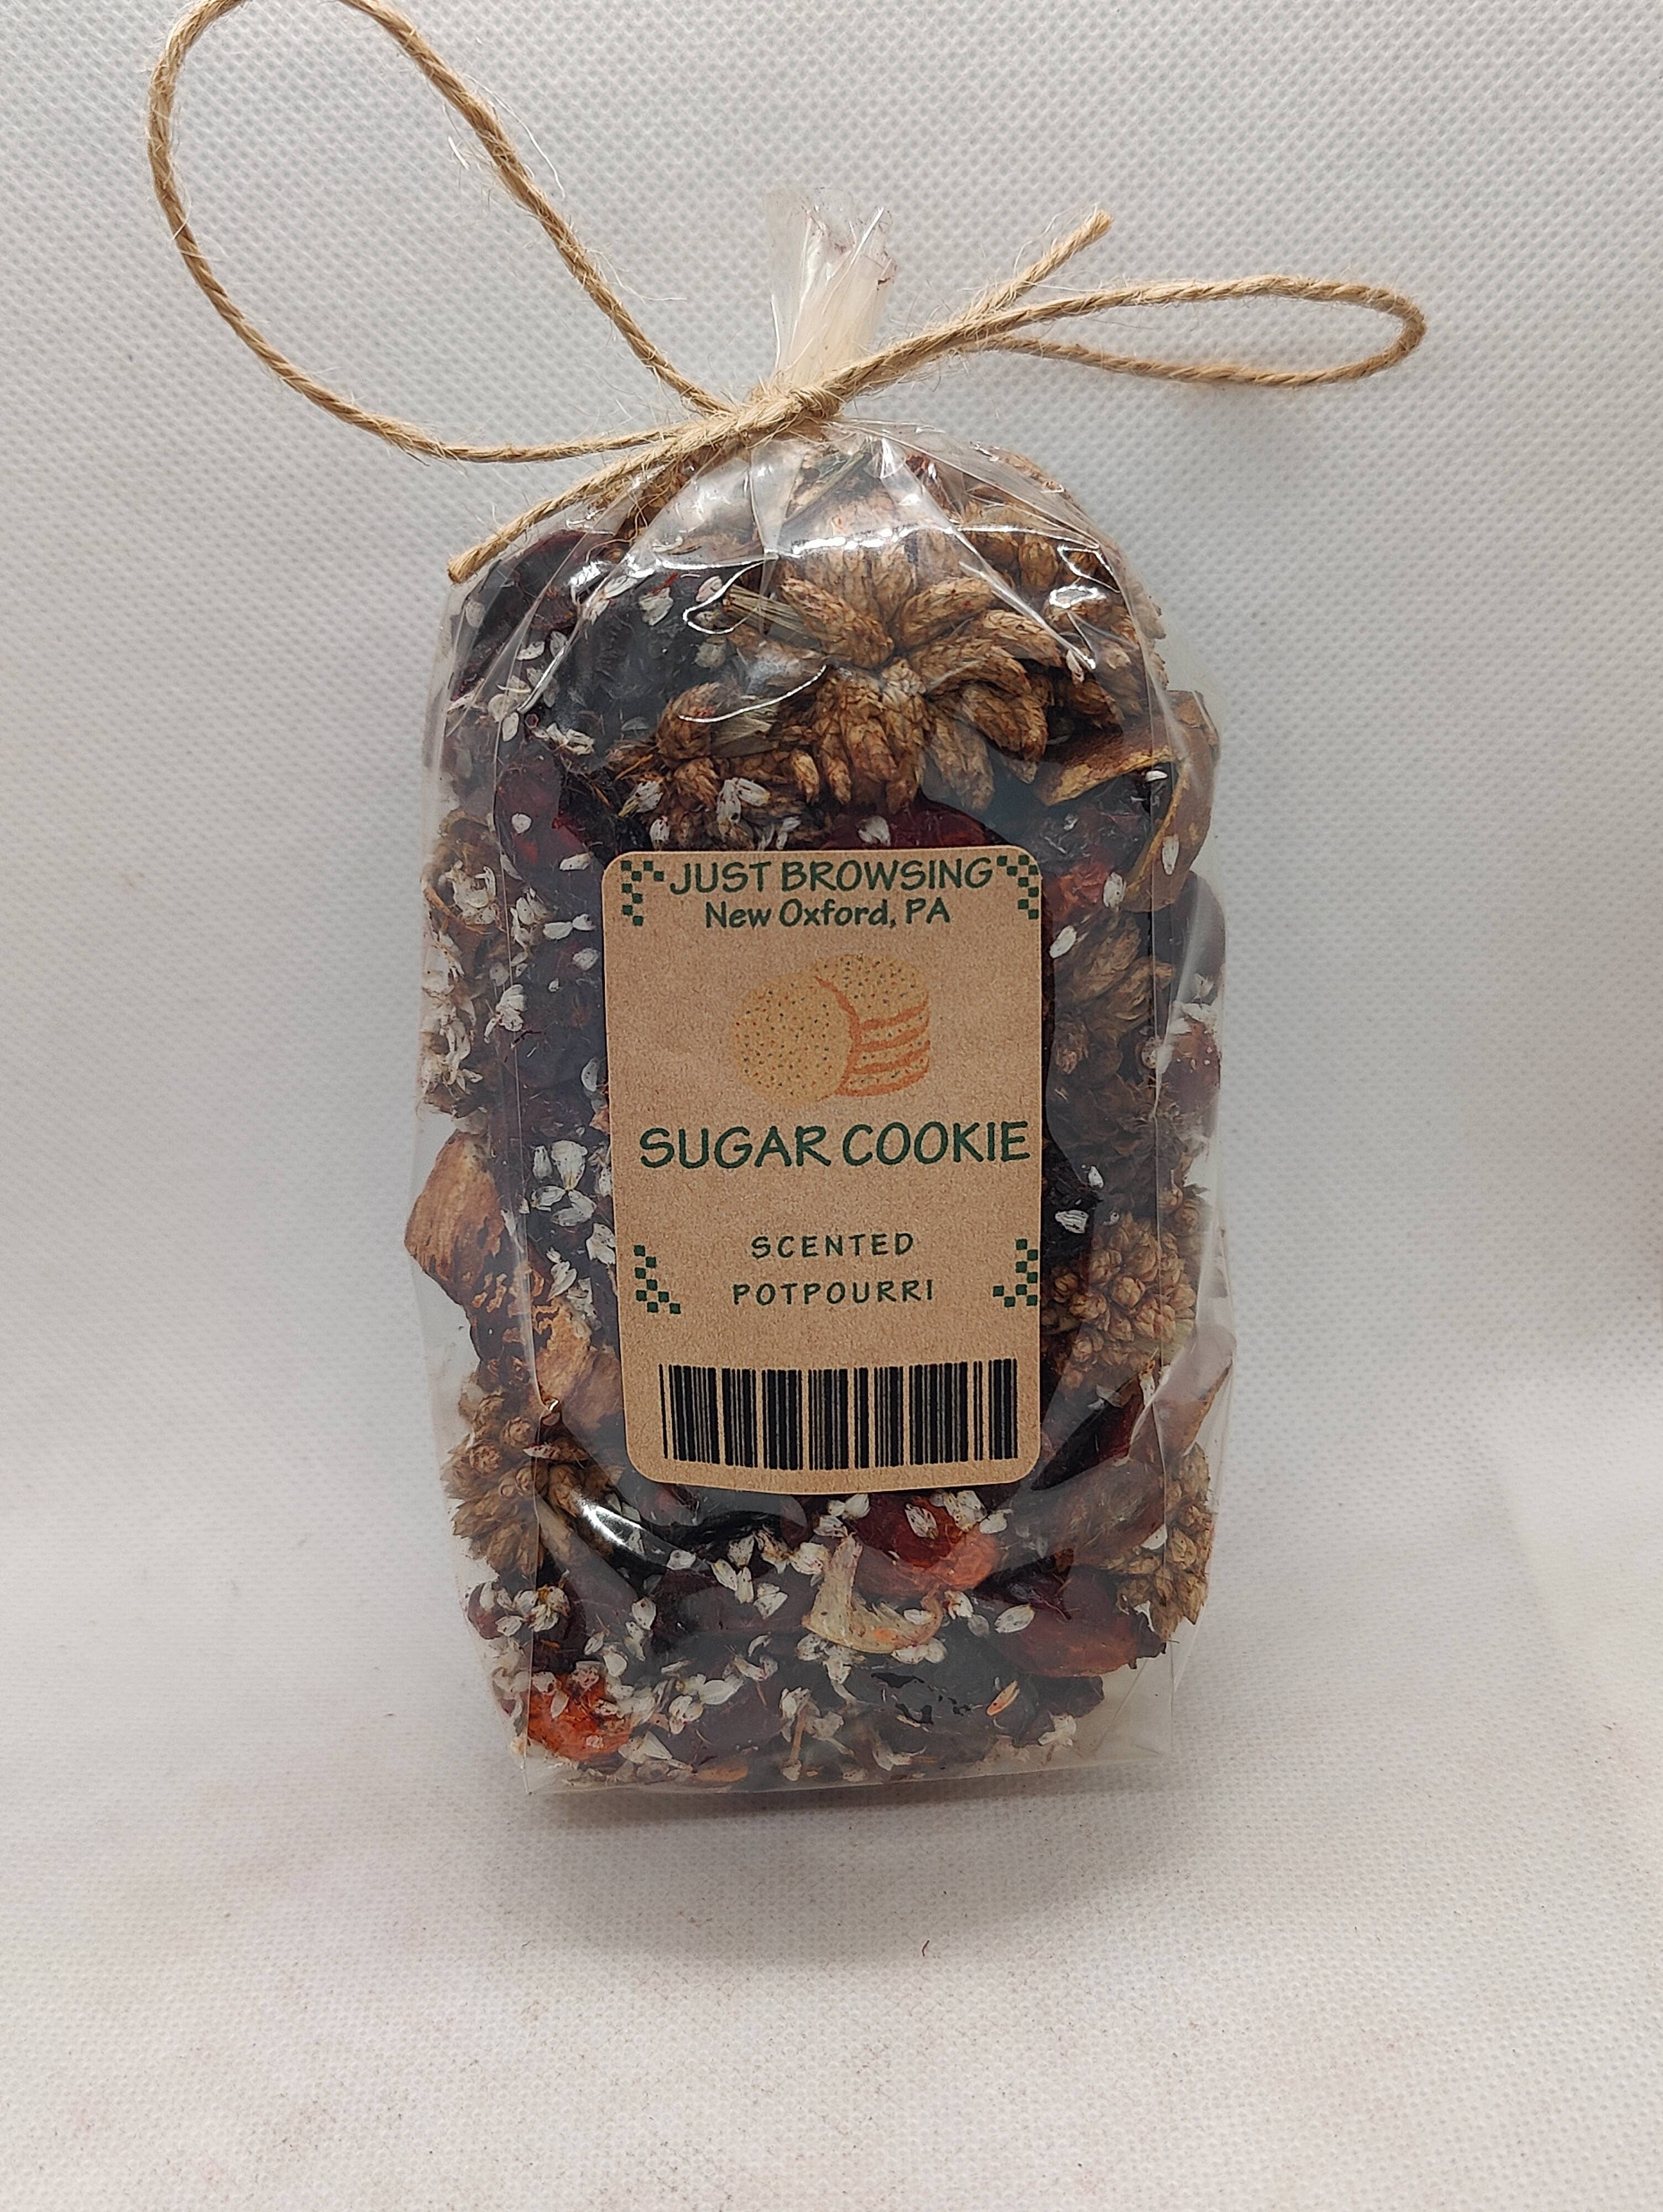 JUST BROWSING
New Oxford, PA
SUGAR COOKIE
SCENTED
POTPOURRI